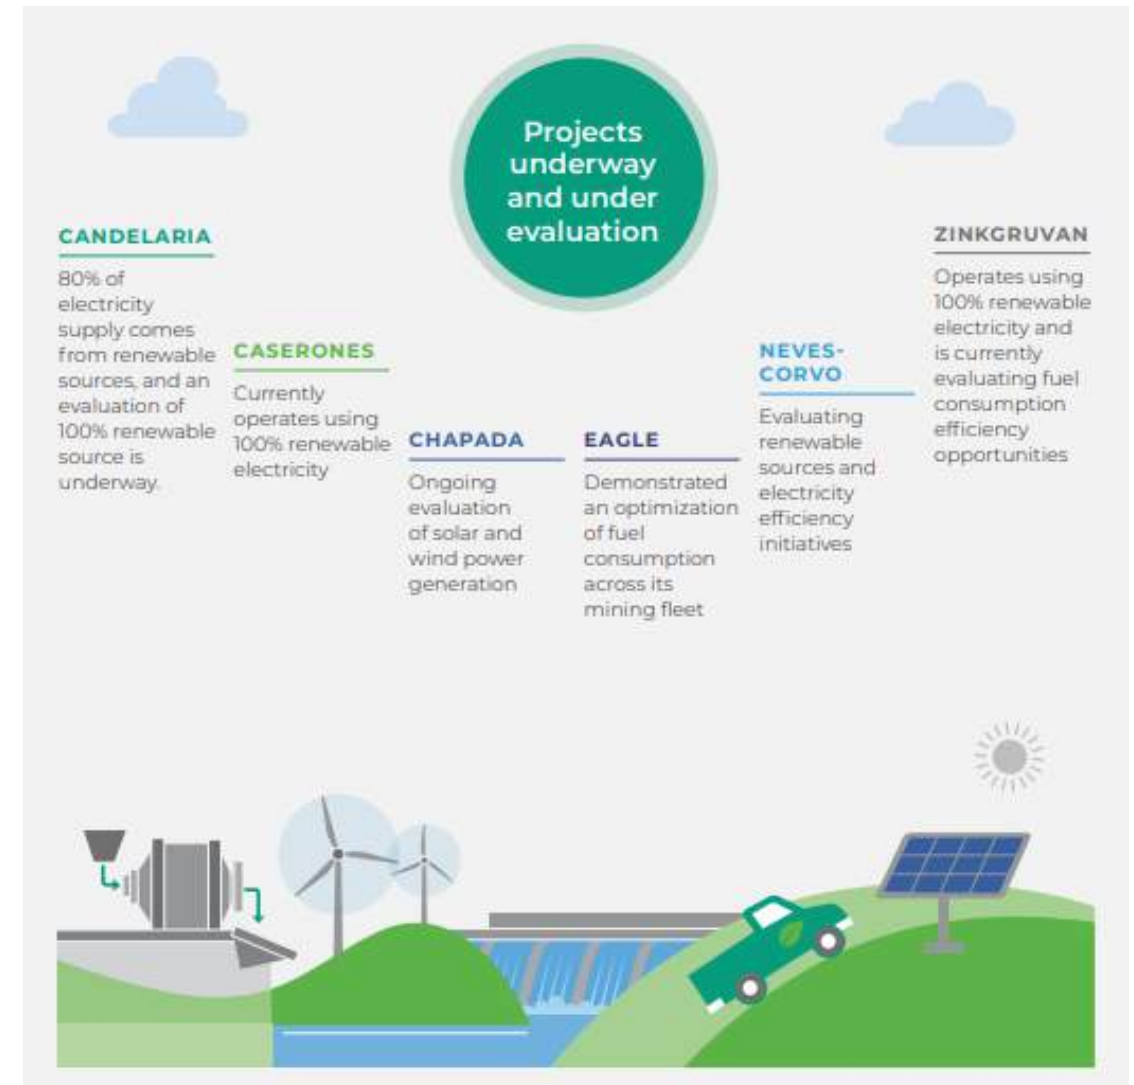 Projects
underway
and under
evaluation
CANDELARIA
80% of
electricity
supply comes
from renewable
sources, and an
evaluation of
100% renewable
source is
underway.
CASERONES
Currently
operates using
100% renewable
electricity
CHAPADA
Ongoing
evaluation
of solar and
wind power
generation
EAGLE
Demonstrated
an optimization
of fuel
consumption
across its
mining fleet
NEVES-
CORVO
Evaluating
renewable
sources and
electricity
efficiency
initiatives
ZINKGRUVAN
Operates using
100% renewable
electricity and
is currently
evaluating fuel
consumption
efficiency
opportunities